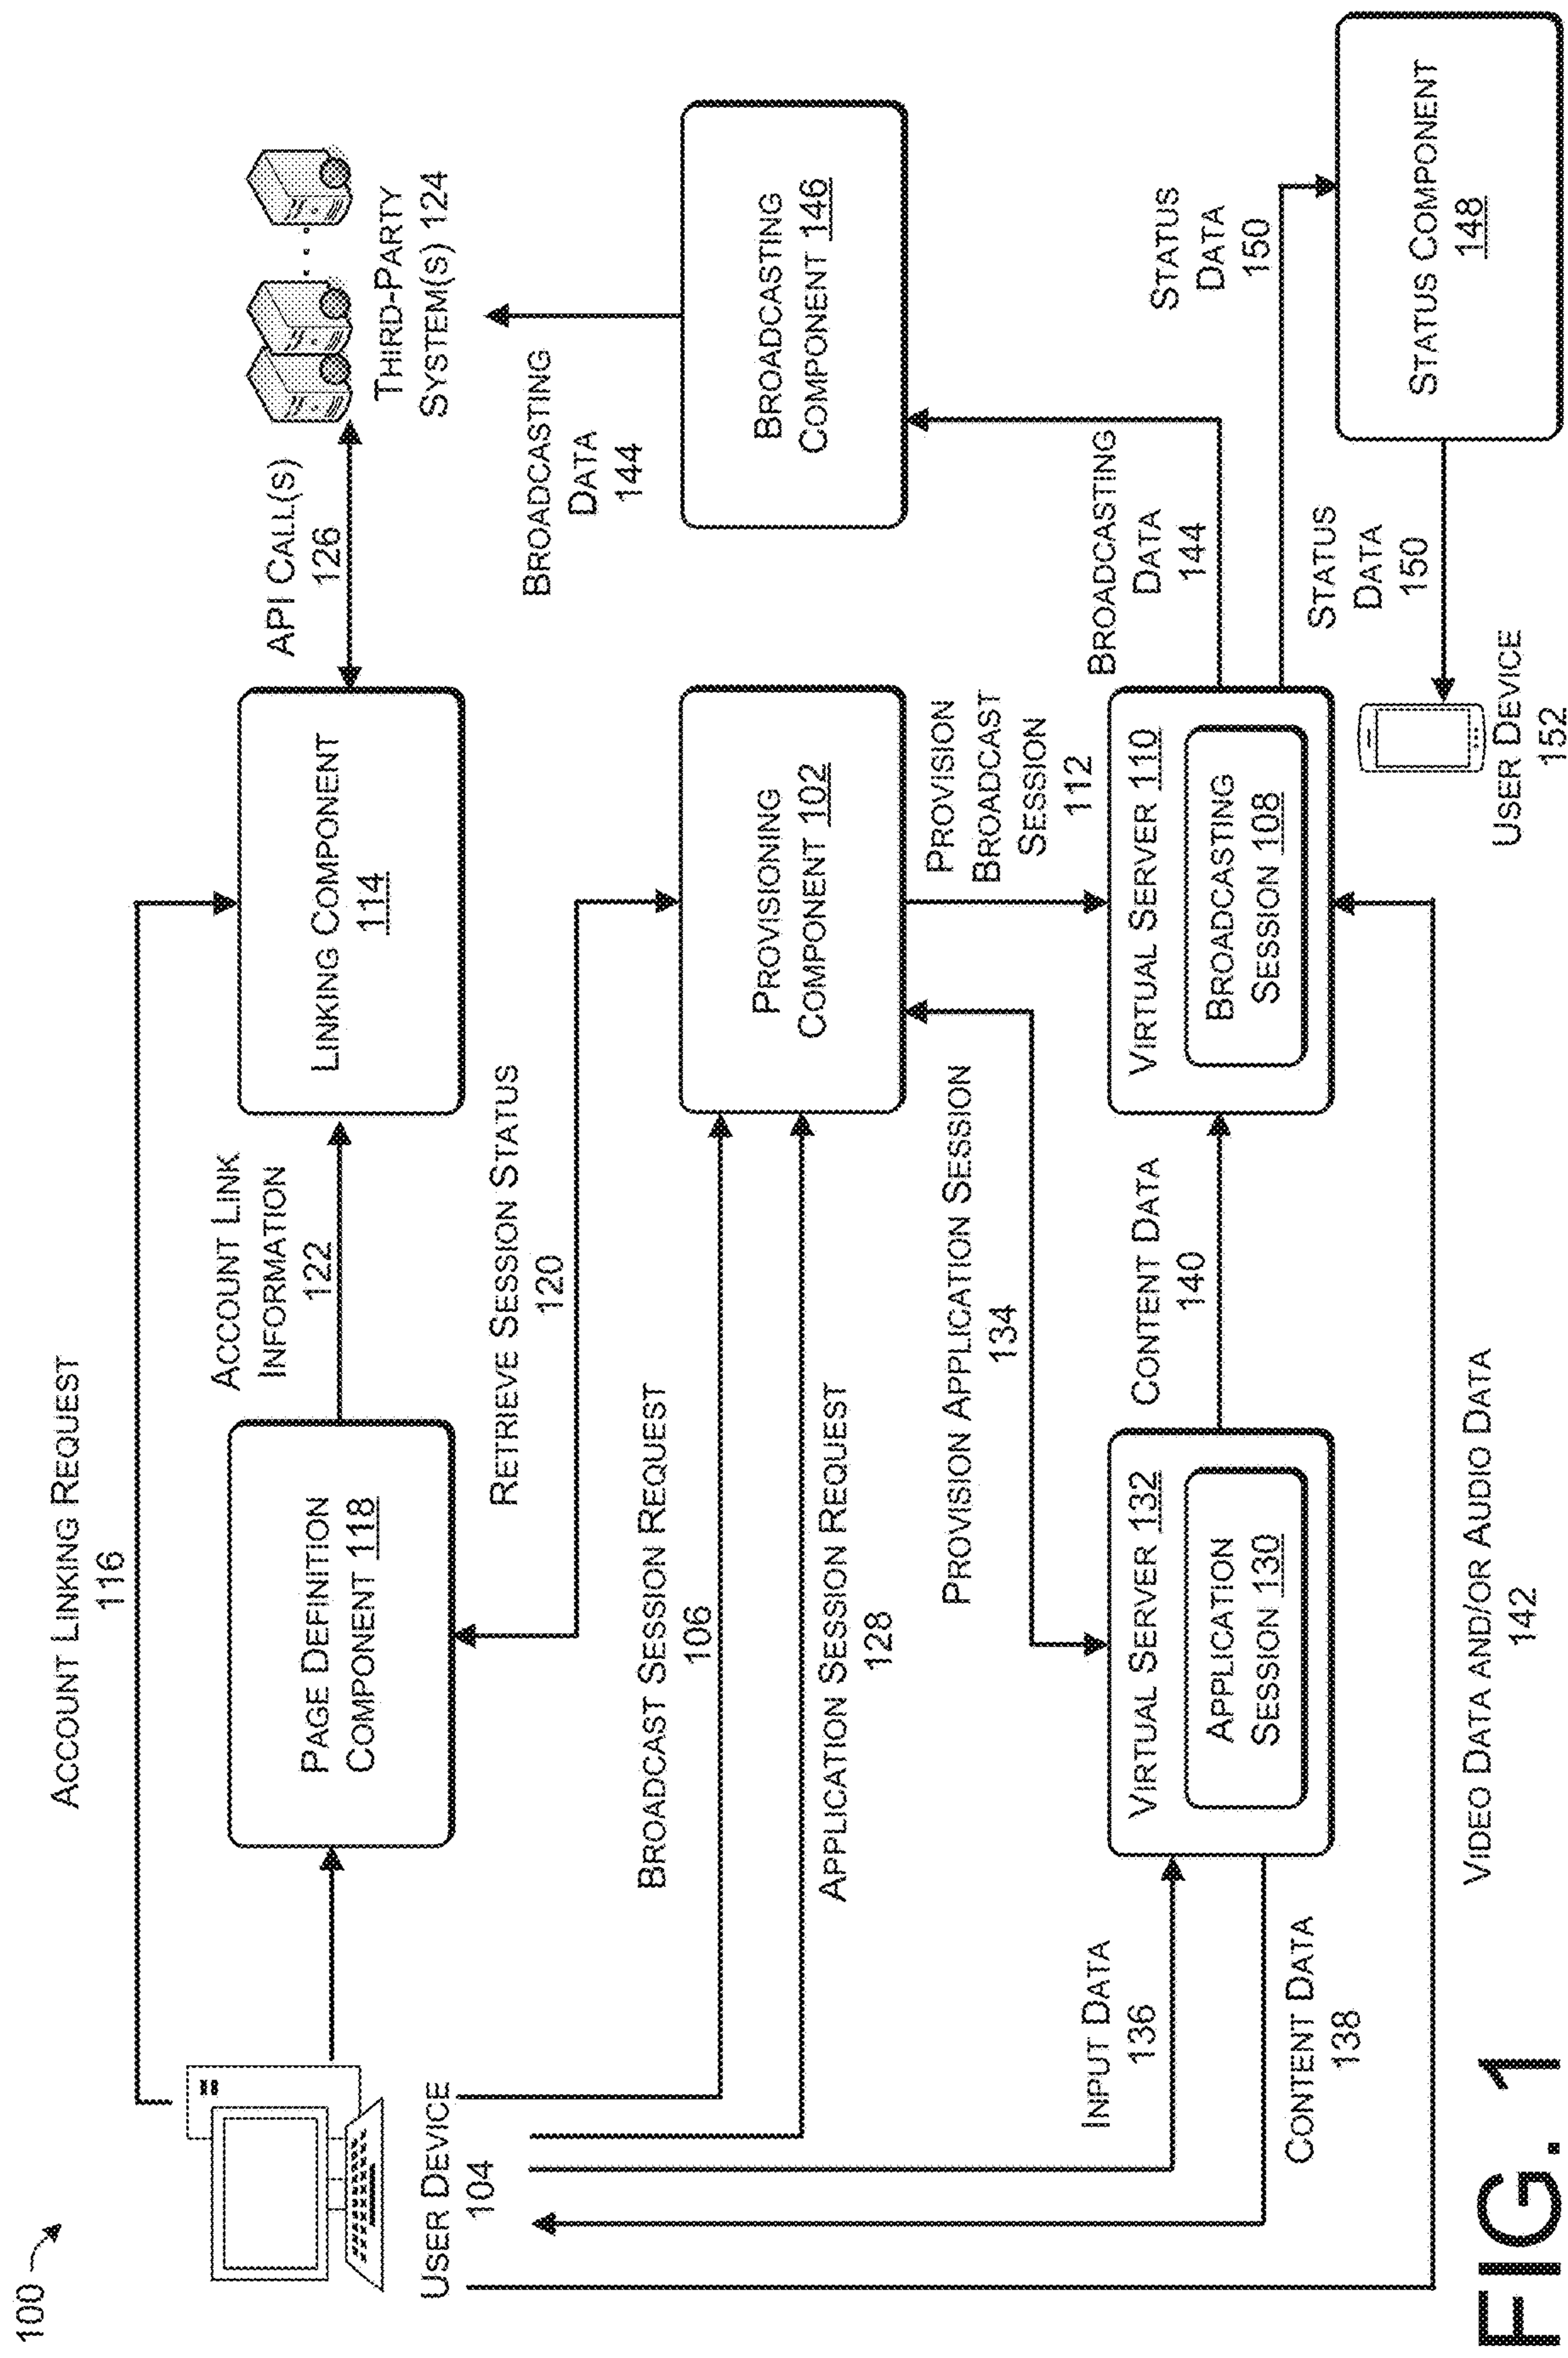 100
ACCOUNT LINKING REQUEST
116
ACCOUNT LINK
INFORMATION
122
API CALL(S)
126
PAGE DEFINITION
COMPONENT 118
LINKING COMPONENT
114
THIRD-PARTY
SYSTEM(S) 124
USER DEVICE
104
RETRIEVE SESSION STATUS
120
BROADCASTING
DATA
144
BROADCAST SESSION REQUEST
106
PROVISIONING
COMPONENT 102
BROADCASTING
COMPONENT 146
APPLICATION SESSION REQUEST
128
PROVISION APPLICATION SESSION
134
PROVISION
BROADCAST
SESSION
112
BROADCASTING
DATA
144
STATUS
DATA
150
INPUT DATA
136
VIRTUAL SERVER 132
APPLICATION
SESSION 130
CONTENT DATA
140
VIRTUAL SERVER 110
BROADCASTING
SESSION 108
CONTENT DATA
138
STATUS
DATA
150
STATUS COMPONENT
148
VIDEO DATA AND/OR AUDIO DATA
142
USER DEVICE
152
FIG. 1